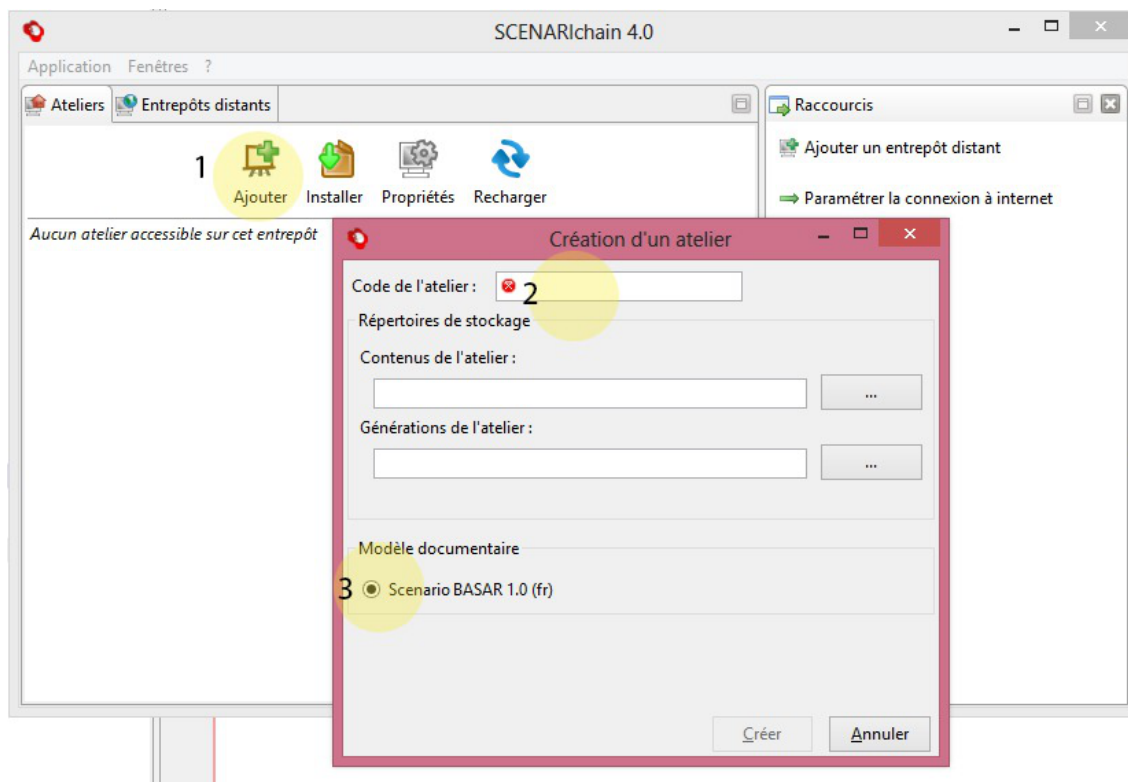 SCENARIchain 4.0
Application Fenêtres ?
Ateliers Entrepôts distants
Raccourcis
1
Ajouter Installer Propriétés Recharger
Ajouter un entrepôt distant
Paramétrer la connexion à internet
Aucun atelier accessible sur cet entrepôt
Création d'un atelier
Code de l'atelier : 2
Répertoires de stockage
Contenus de l'atelier :
...
Générations de l'atelier :
...
Modèle documentaire
3 Scenario BASAR 1.0 (fr)
Créer Annuler